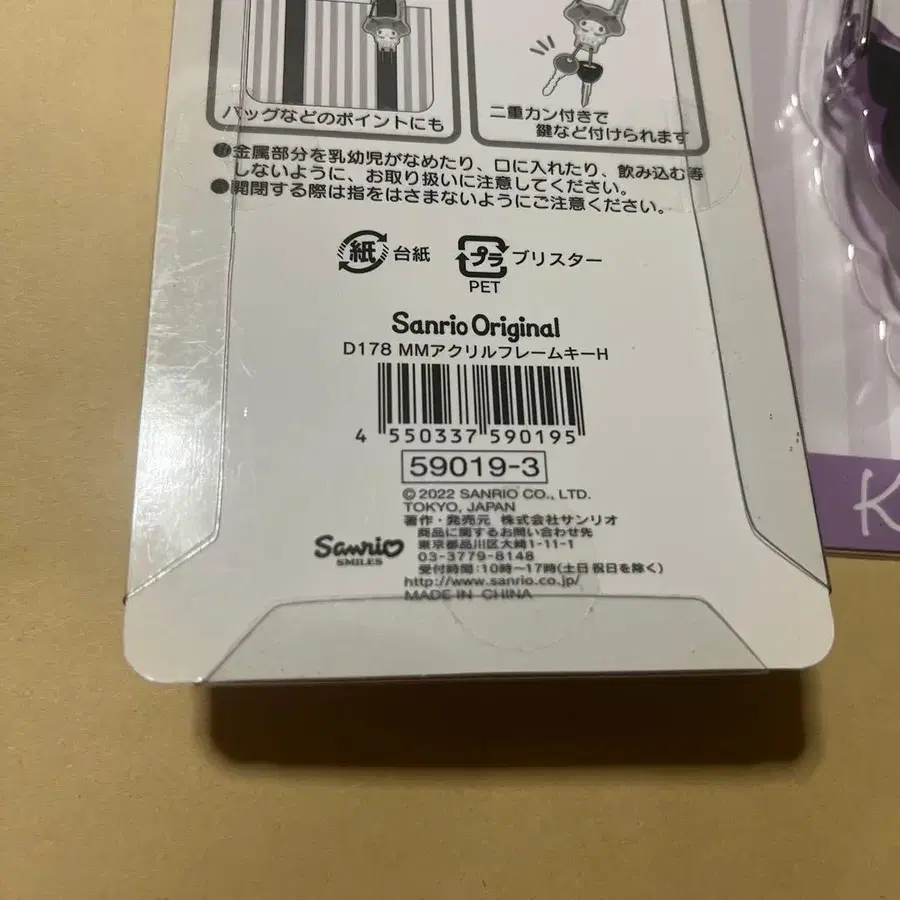 バッグなどのポイントにも
二重カン付きで
鍵など付けられます
●金属部分を乳幼児がなめたり、口に入れたり、飲み込む等
しないように、お取り扱いに注意してください。
●開閉する際は指をはさまないようにご注意ください。
紙 台紙
プラ ブリスター
PET
Sanrio Original
D178 MMアクリルフレームキーH
4 550337 590195
59019-3
©2022 SANRIO CO., LTD.
TOKYO, JAPAN
著作・発売元 株式会社サンリオ
商品に関するお問い合わせ先
東京都品川区大崎1-11-1
03-3779-8148
受付時間:10時~17時(土日祝日を除く)
http://www.sanrio.co.jp/
MADE IN CHINA
Sanrio
SMILES
K